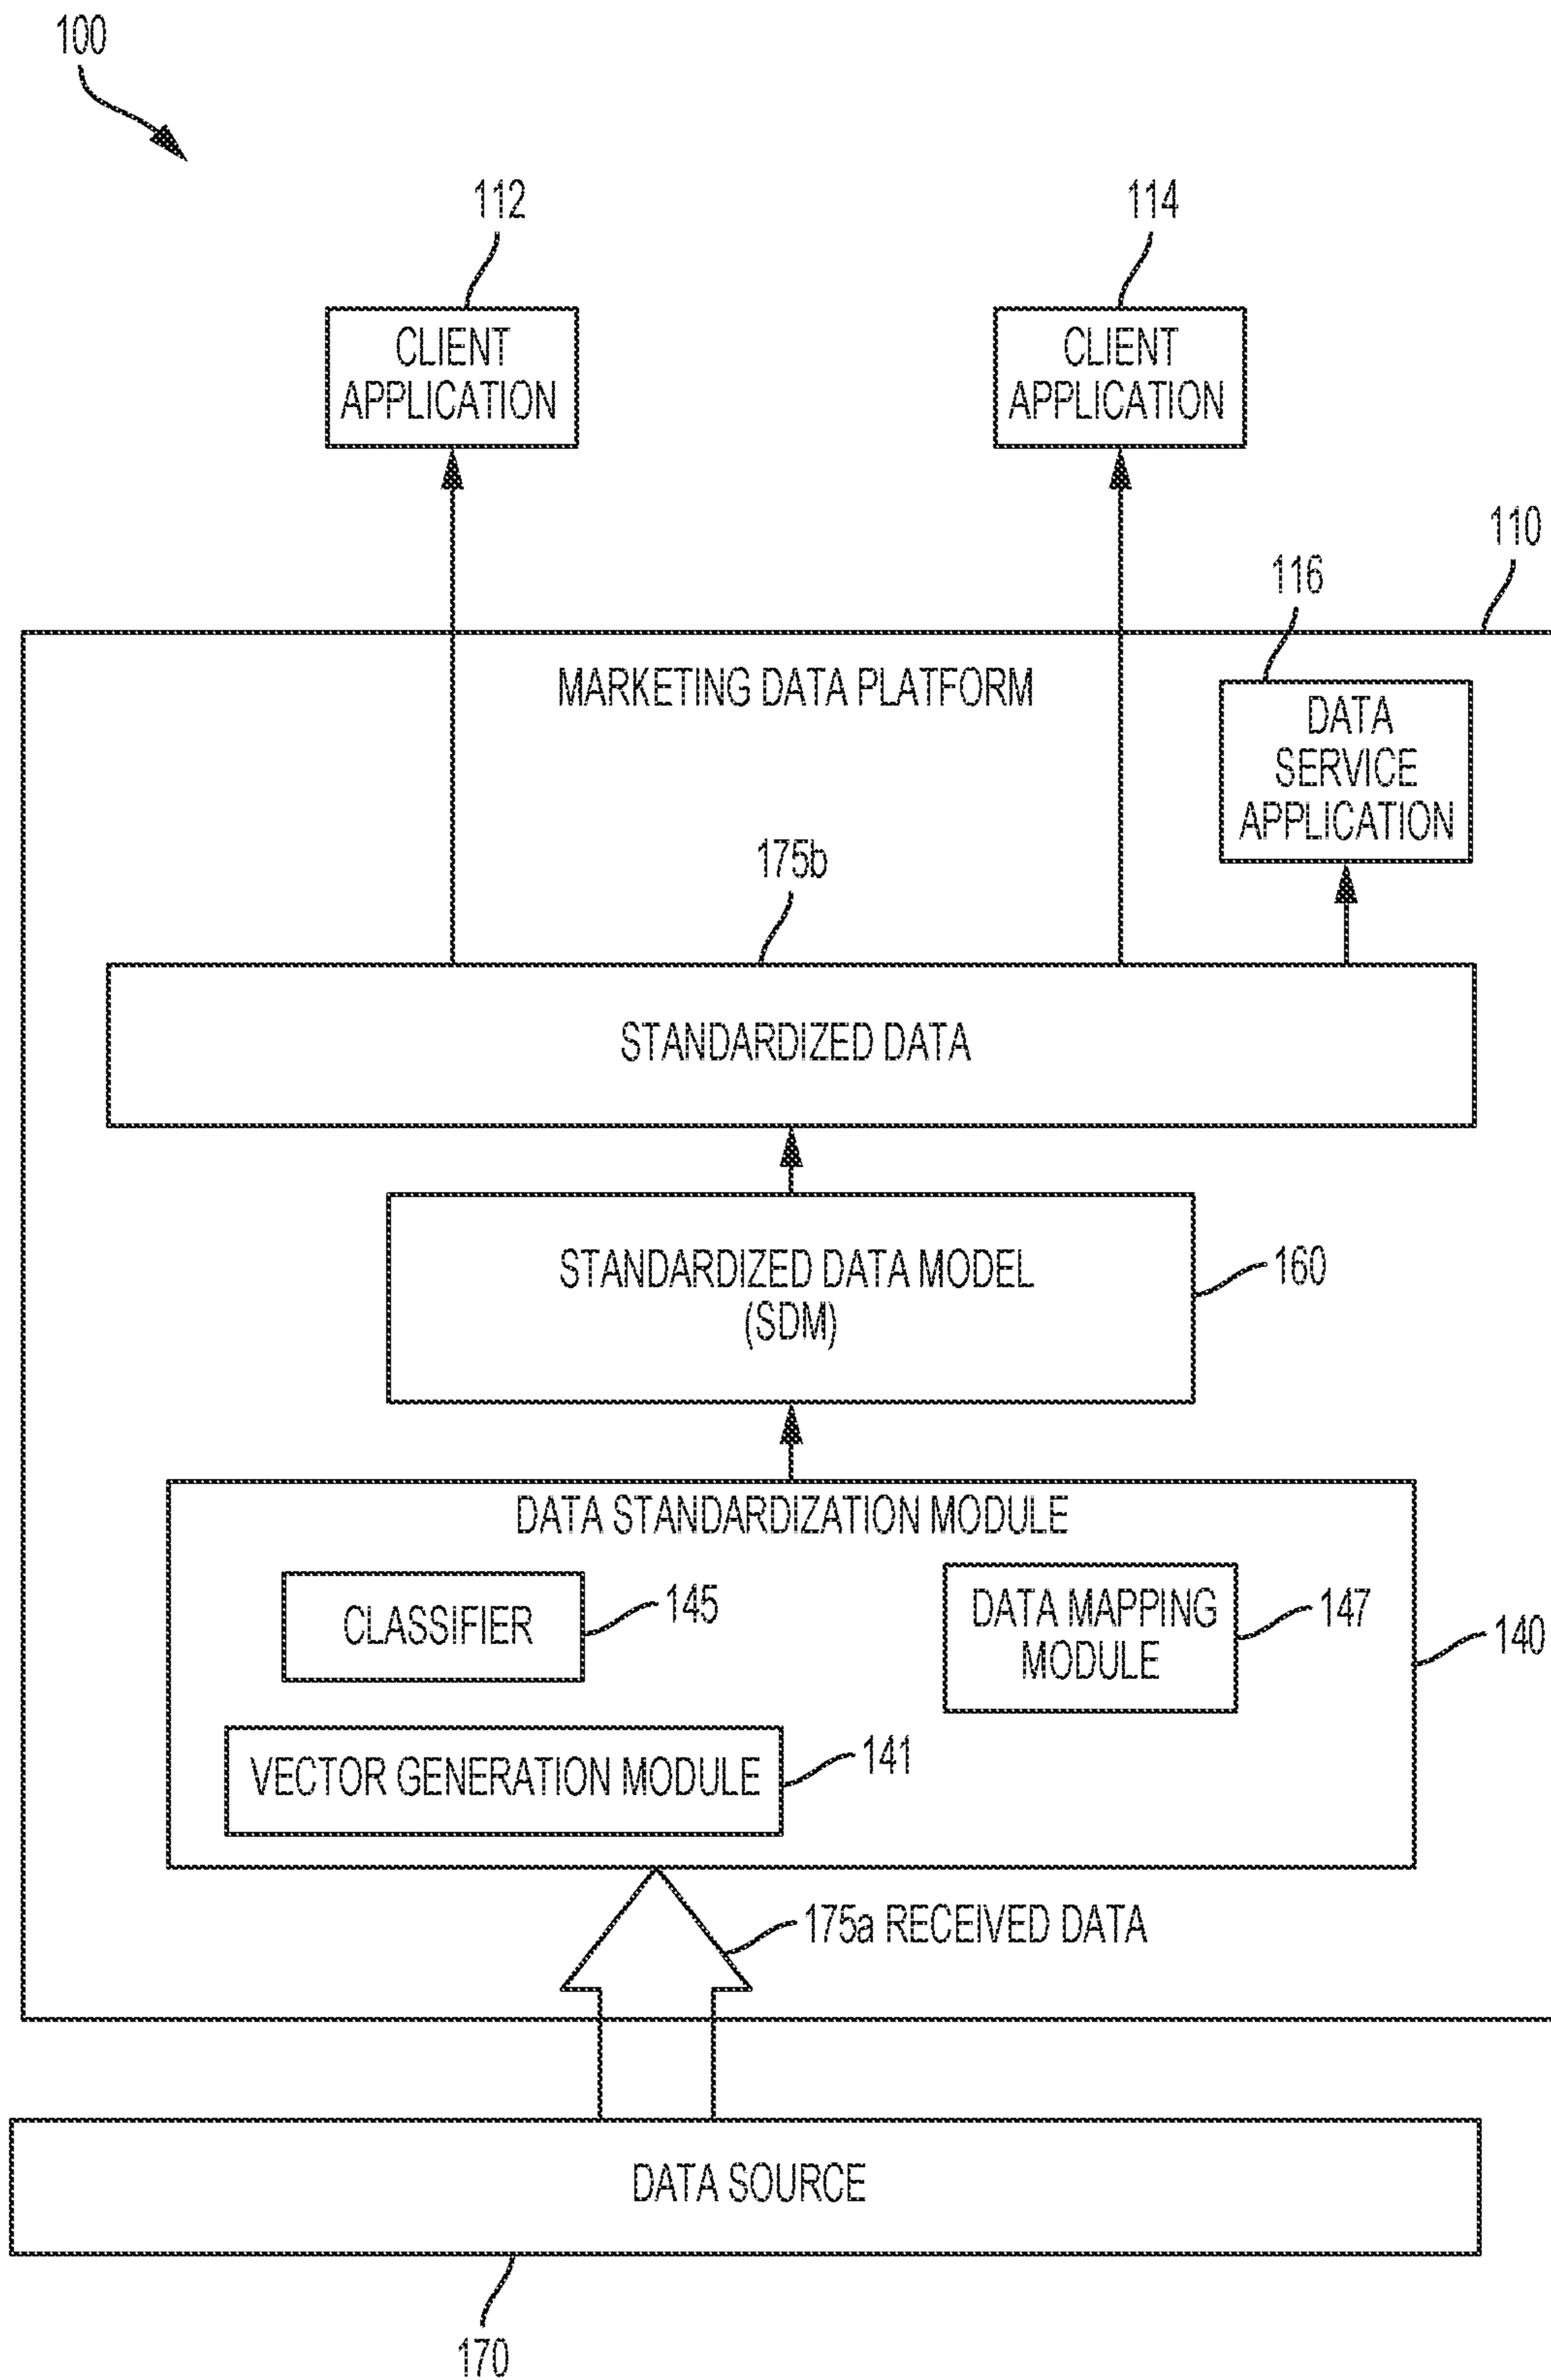 100
112
114
CLIENT
APPLICATION
CLIENT
APPLICATION
110
116
MARKETING DATA PLATFORM
DATA
SERVICE
APPLICATION
175b
STANDARDIZED DATA
STANDARDIZED DATA MODEL
(SDM)
160
DATA STANDARDIZATION MODULE
CLASSIFIER
145
DATA MAPPING
MODULE
147
140
VECTOR GENERATION MODULE
141
175a RECEIVED DATA
DATA SOURCE
170